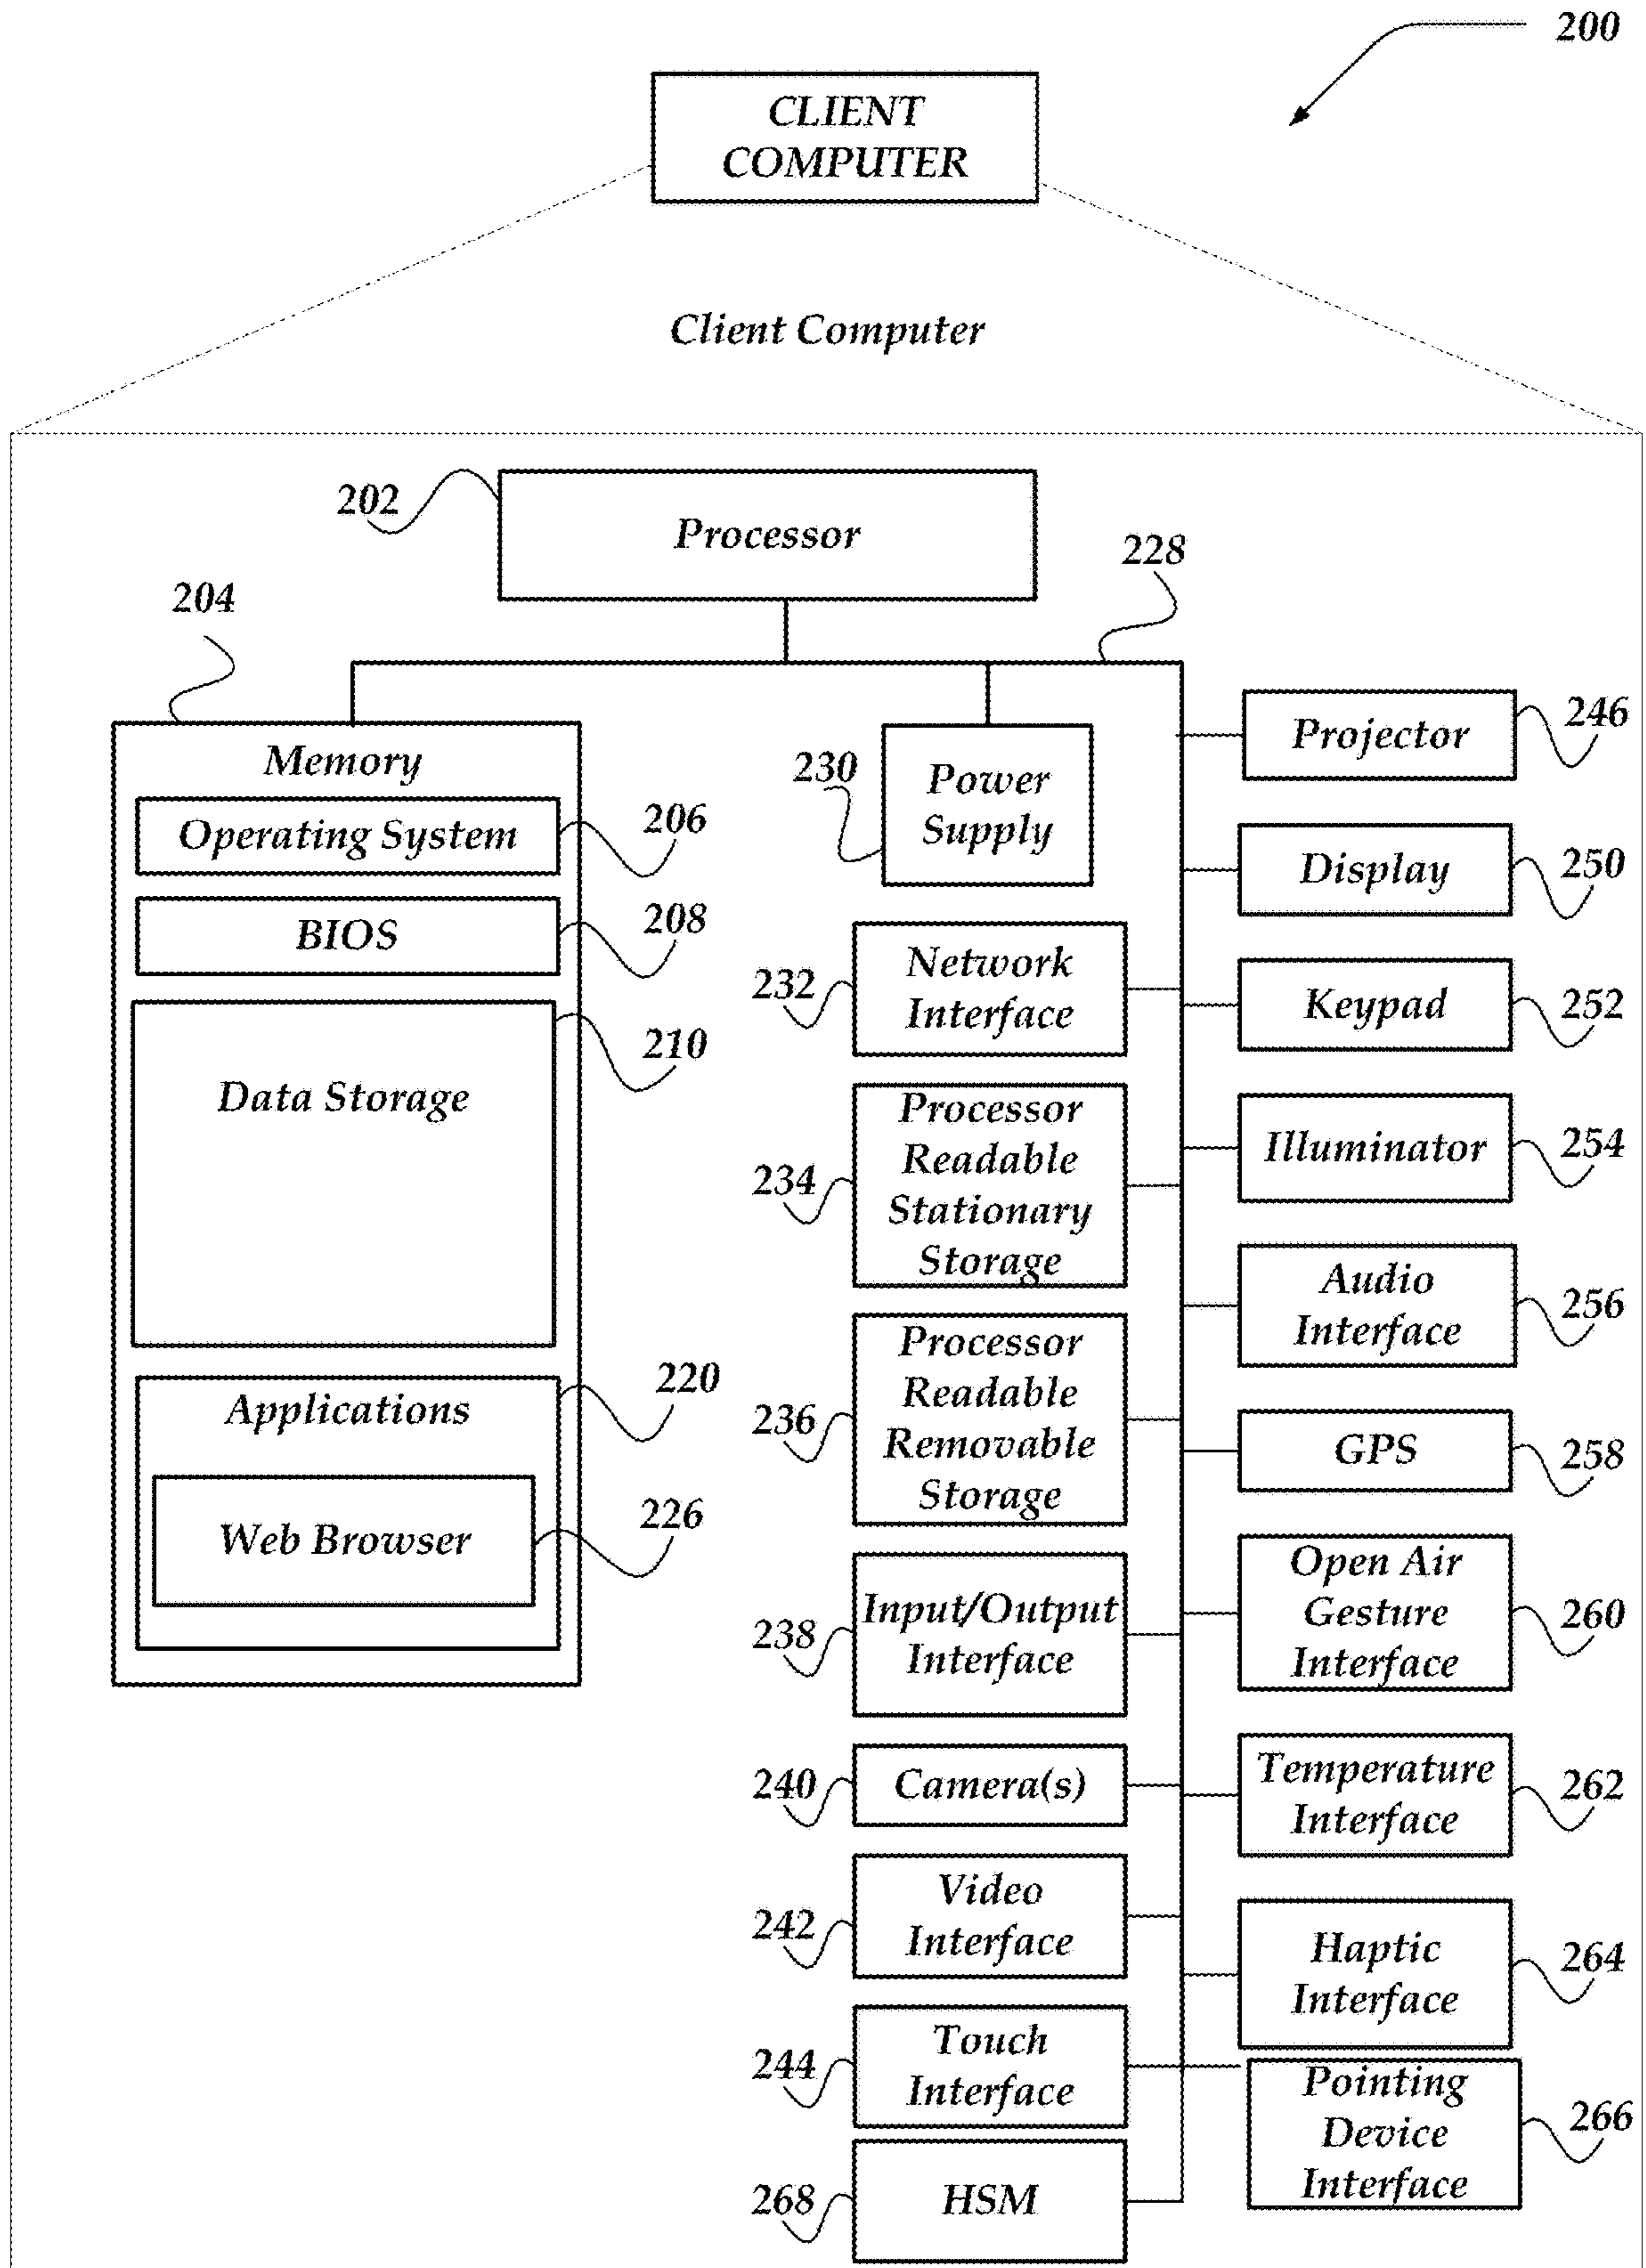 200
CLIENT
COMPUTER
Client Computer
202
Processor
228
204
Memory
Operating System
206
BIOS
208
Data Storage
210
Applications
220
Web Browser
226
230
Power
Supply
232
Network
Interface
234
Processor
Readable
Stationary
Storage
236
Processor
Readable
Removable
Storage
238
Input/Output
Interface
240
Camera(s)
242
Video
Interface
244
Touch
Interface
268
HSM
Projector
246
Display
250
Keypad
252
Illuminator
254
Audio
Interface
256
GPS
258
Open Air
Gesture
Interface
260
Temperature
Interface
262
Haptic
Interface
264
Pointing
Device
Interface
266